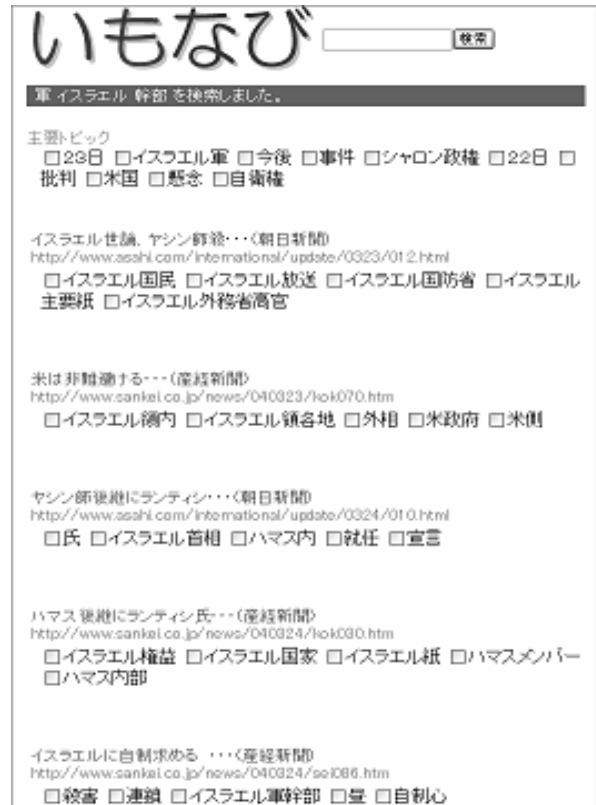 いもなび 検索
軍 イスラエル 幹部 を検索しました。
主要トピック
□23日 □イスラエル軍 □今後 □事件 □シャロン政権 □22日 □
批判 □米国 □懸念 □自衛権
イスラエル世論、ヤシン師殺・・・(朝日新聞)
http://www.asahi.com/international/update/0323/012.html
□イスラエル国民 □イスラエル放送 □イスラエル国防省 □イスラエル
主要紙 □イスラエル外務省高官
米は非難避ける・・・(産経新聞)
http://www.sankei.co.jp/news/040323/kok070.htm
□イスラエル領内 □イスラエル領各地 □外相 □米政府 □米側
ヤシン師後継にランティシ・・・(朝日新聞)
http://www.asahi.com/international/update/0324/010.html
□氏 □イスラエル首相 □ハマス内 □就任 □宣言
ハマス後継にランティシ氏・・・(産経新聞)
http://www.sankei.co.jp/news/040324/kok030.htm
□イスラエル権益 □イスラエル国家 □イスラエル紙 □ハマスメンバー
□ハマス内部
イスラエルに自制求める ・・・(産経新聞)
http://www.sankei.co.jp/news/040324/sei086.htm
□殺害 □連鎖 □イスラエル軍幹部 □昼 □自制心